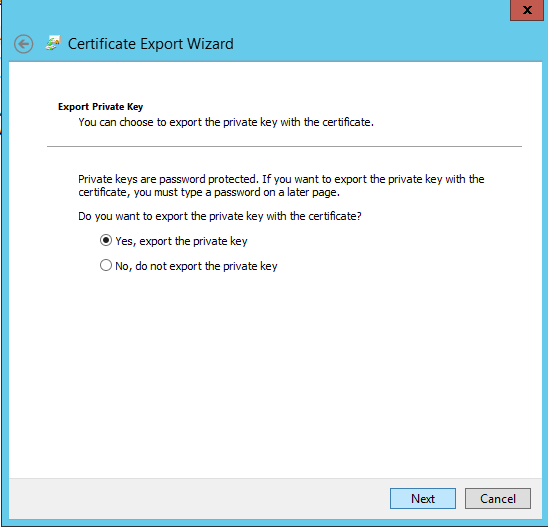 x
Certificate Export Wizard
Export Private Key
You can choose to export the private key with the certificate.
Private keys are password protected. If you want to export the private key with the
certificate, you must type a password on a later page.
Do you want to export the private key with the certificate?
Yes, export the private key
No, do not export the private key
Next
Cancel